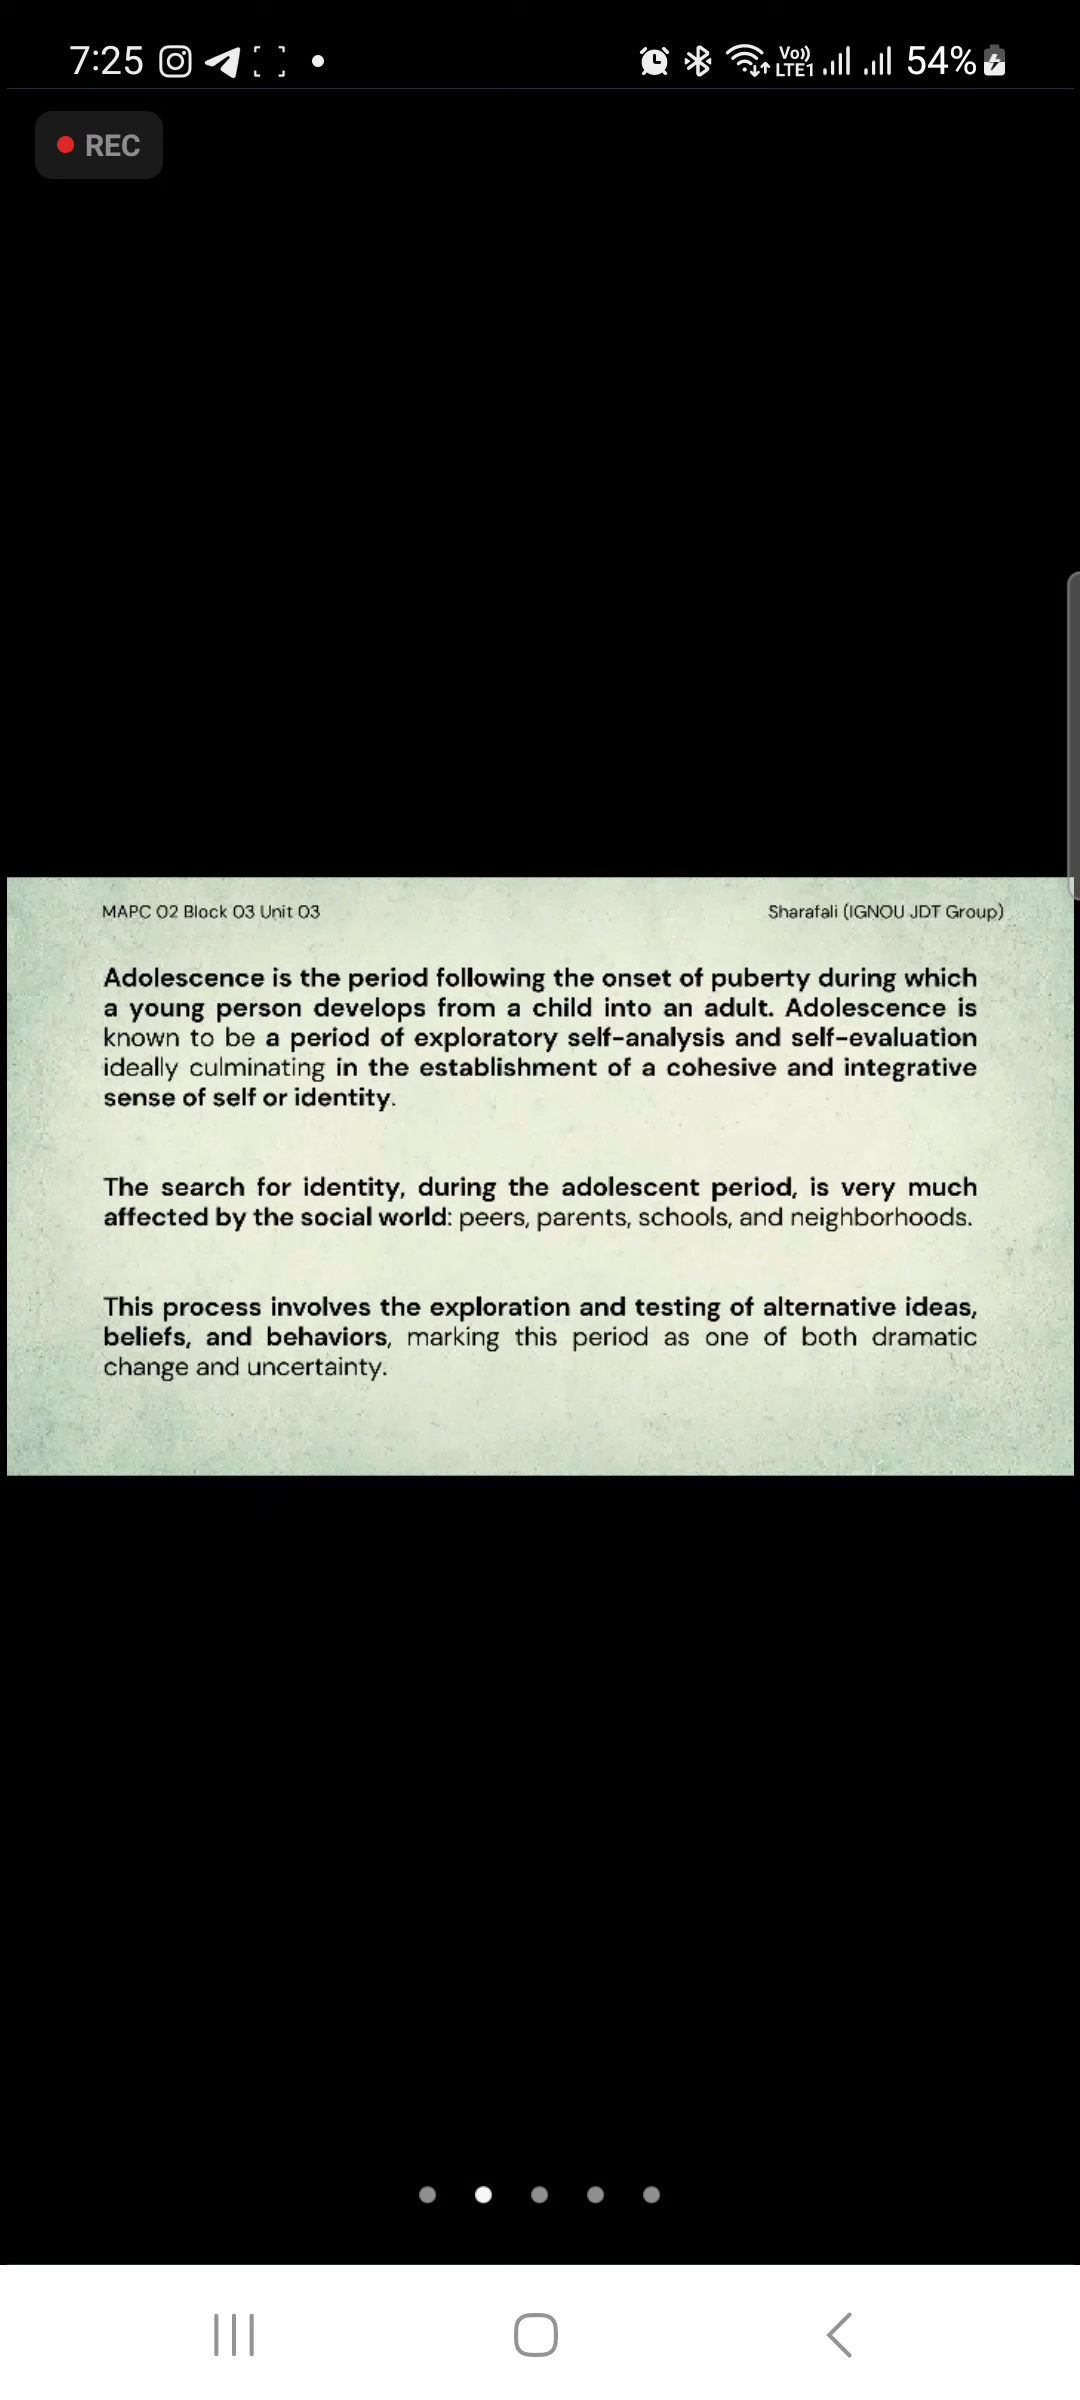 7:25
Vo))
LTE1
54%
REC
MAPC 02 Block 03 Unit 03
Sharafali (IGNOU JDT Group)
Adolescence is the period following the onset of puberty during which
a young person develops from a child into an adult. Adolescence is
known to be a period of exploratory self-analysis and self-evaluation
ideally culminating in the establishment of a cohesive and integrative
sense of self or identity.
The search for identity, during the adolescent period, is very much
affected by the social world: peers, parents, schools, and neighborhoods.
This process involves the exploration and testing of alternative ideas,
beliefs, and behaviors, marking this period as one of both dramatic
change and uncertainty.